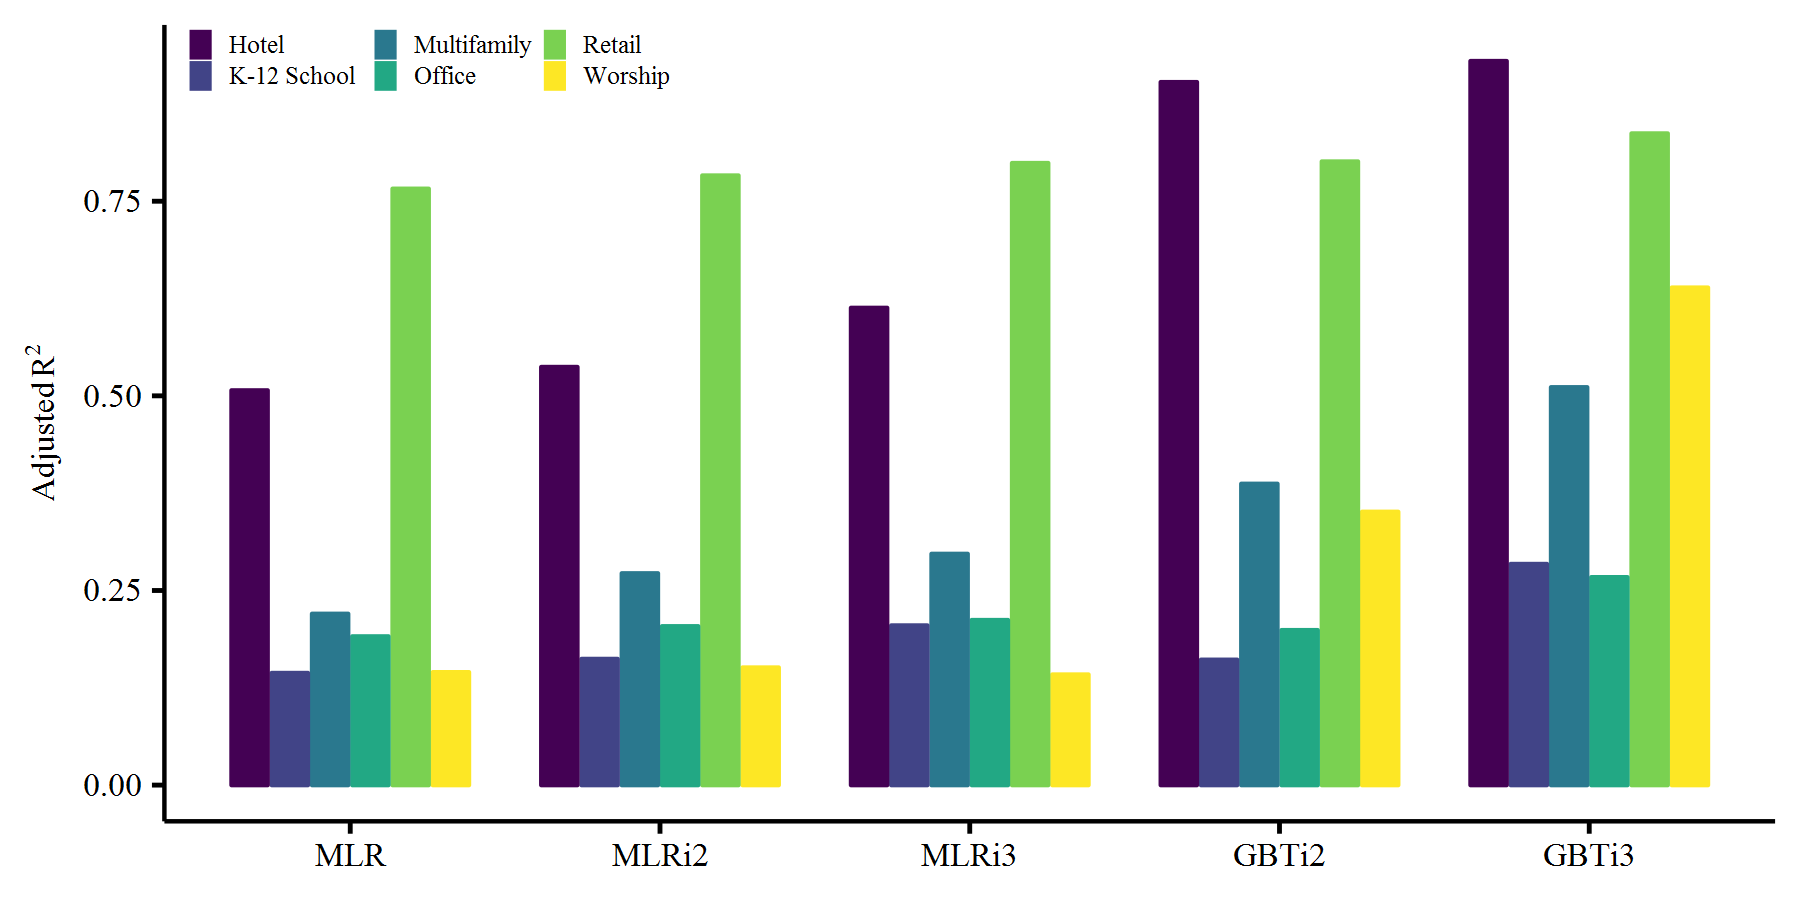 Hotel
K-12 School
Multifamily
Office
Retail
Worship
Adjusted R²
0.75
0.50
0.25
0.00
MLR
MLRi2
MLRi3
GBTi2
GBTi3